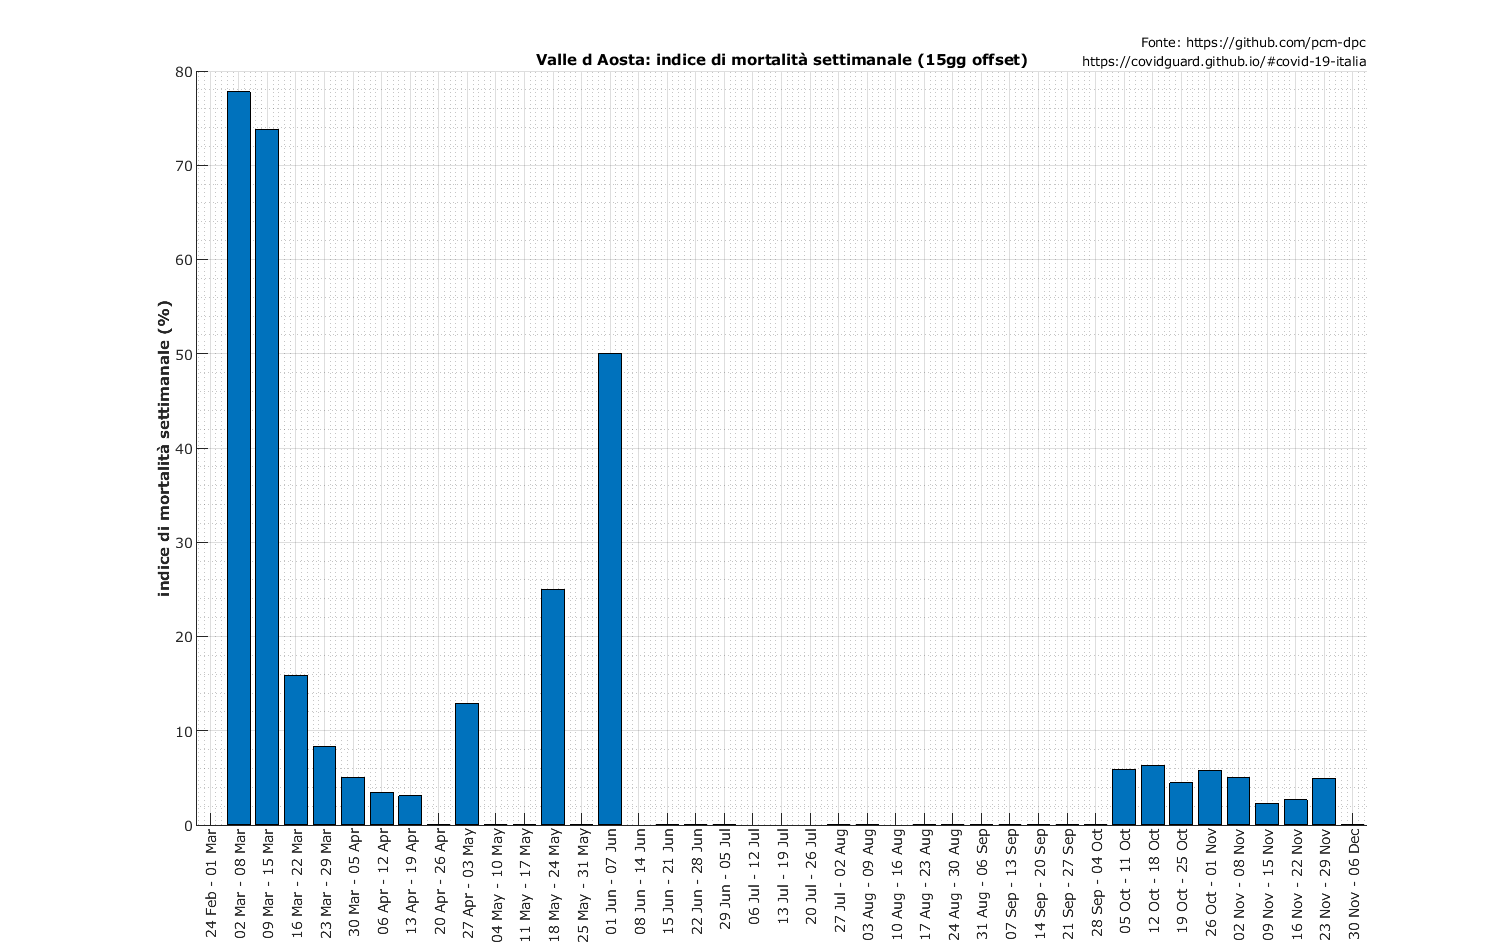 Fonte: https://github.com/pcm-dpc
Valle d Aosta: indice di mortalità settimanale (15gg offset)
https://covidguard.github.io/#covid-19-italia
indice di mortalità settimanale (%)
80
70
60
50
40
30
20
10
0
24 Feb - 01 Mar
02 Mar - 08 Mar
09 Mar - 15 Mar
16 Mar - 22 Mar
23 Mar - 29 Mar
30 Mar - 05 Apr
06 Apr - 12 Apr
13 Apr - 19 Apr
20 Apr - 26 Apr
27 Apr - 03 May
04 May - 10 May
11 May - 17 May
18 May - 24 May
25 May - 31 May
01 Jun - 07 Jun
08 Jun - 14 Jun
15 Jun - 21 Jun
22 Jun - 28 Jun
29 Jun - 05 Jul
06 Jul - 12 Jul
13 Jul - 19 Jul
20 Jul - 26 Jul
27 Jul - 02 Aug
03 Aug - 09 Aug
10 Aug - 16 Aug
17 Aug - 23 Aug
24 Aug - 30 Aug
31 Aug - 06 Sep
07 Sep - 13 Sep
14 Sep - 20 Sep
21 Sep - 27 Sep
28 Sep - 04 Oct
05 Oct - 11 Oct
12 Oct - 18 Oct
19 Oct - 25 Oct
26 Oct - 01 Nov
02 Nov - 08 Nov
09 Nov - 15 Nov
16 Nov - 22 Nov
23 Nov - 29 Nov
30 Nov - 06 Dec